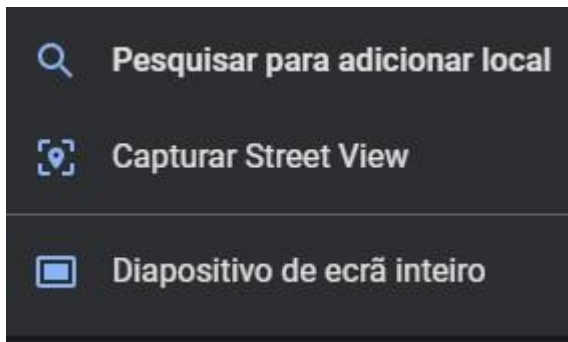 Pesquisar para adicionar local
Capturar Street View
Diapositivo de ecrã inteiro